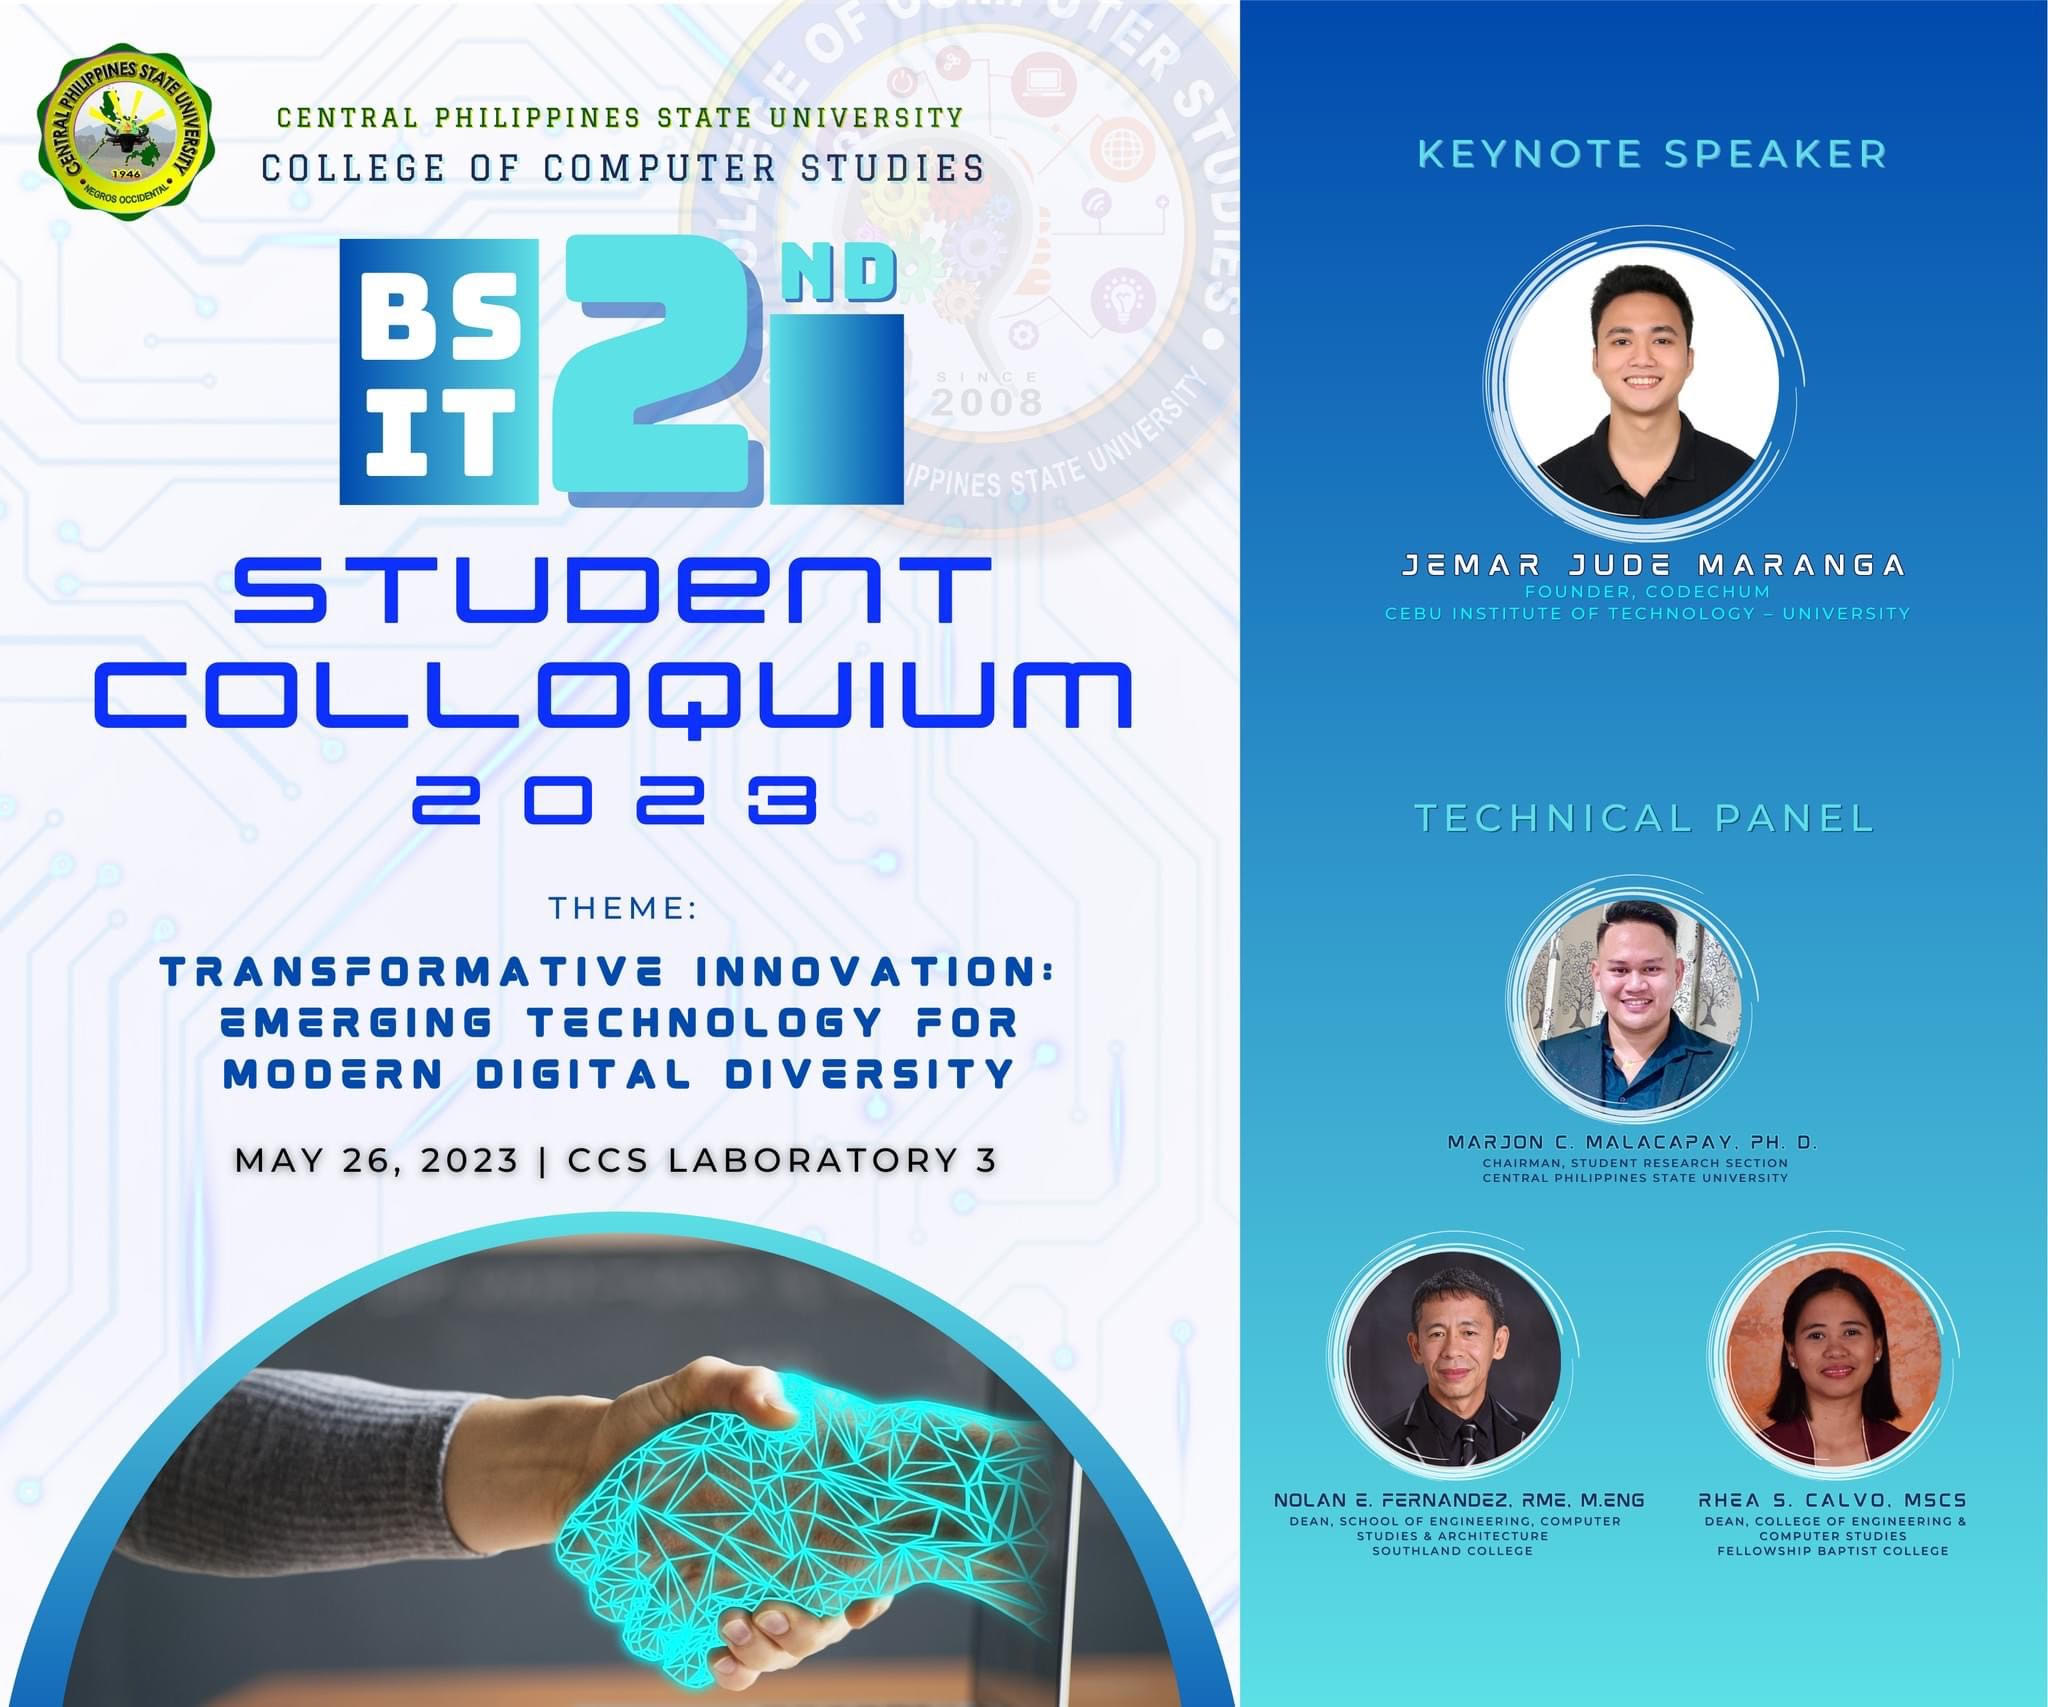 CENTRAL PHILIPPINES STATE UNIVERSITY
1946
NEGROS OCCIDENTAL
CENTRAL PHILIPPINES STATE UNIVERSITY
COLLEGE OF COMPUTER STUDIES
COLLEGE OF COMPUTER STUDIES
SINCE
2008
STATE UNIVERSITY
BS
IT
2ND
STUDENT
COLLOQUIUM
2023
THEME:
TRANSFORMATIVE INNOVATION:
EMERGING TECHNOLOGY FOR
MODERN DIGITAL DIVERSITY
MAY 26, 2023 | CCS LABORATORY 3
KEYNOTE SPEAKER
JEMAR JUDE MARANGA
FOUNDER, CODECHUM
CEBU INSTITUTE OF TECHNOLOGY – UNIVERSITY
TECHNICAL PANEL
MARJON C. MALACAPAY, PH. D.
CHAIRMAN, STUDENT RESEARCH SECTION
CENTRAL PHILIPPINES STATE UNIVERSITY
NOLAN E. FERNANDEZ, RME, M.ENG
DEAN, SCHOOL OF ENGINEERING, COMPUTER
STUDIES & ARCHITECTURE
SOUTHLAND COLLEGE
RHEA S. CALVO, MSCS
DEAN, COLLEGE OF ENGINEERING &
COMPUTER STUDIES
FELLOWSHIP BAPTIST COLLEGE